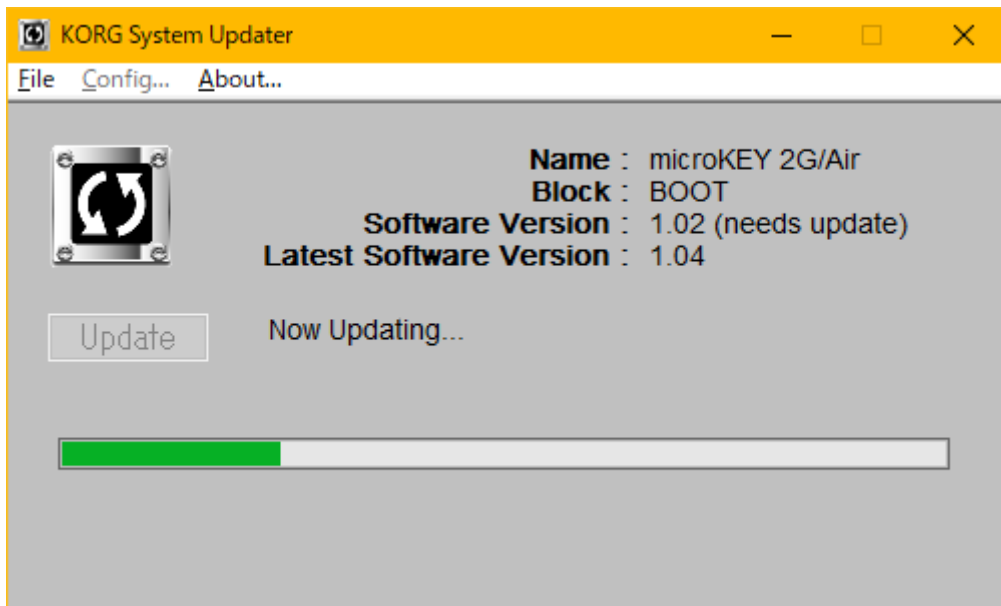 KORG System Updater
File Config... About...
Name : microKEY 2G/Air
Block : BOOT
Software Version : 1.02 (needs update)
Latest Software Version : 1.04
Update Now Updating...